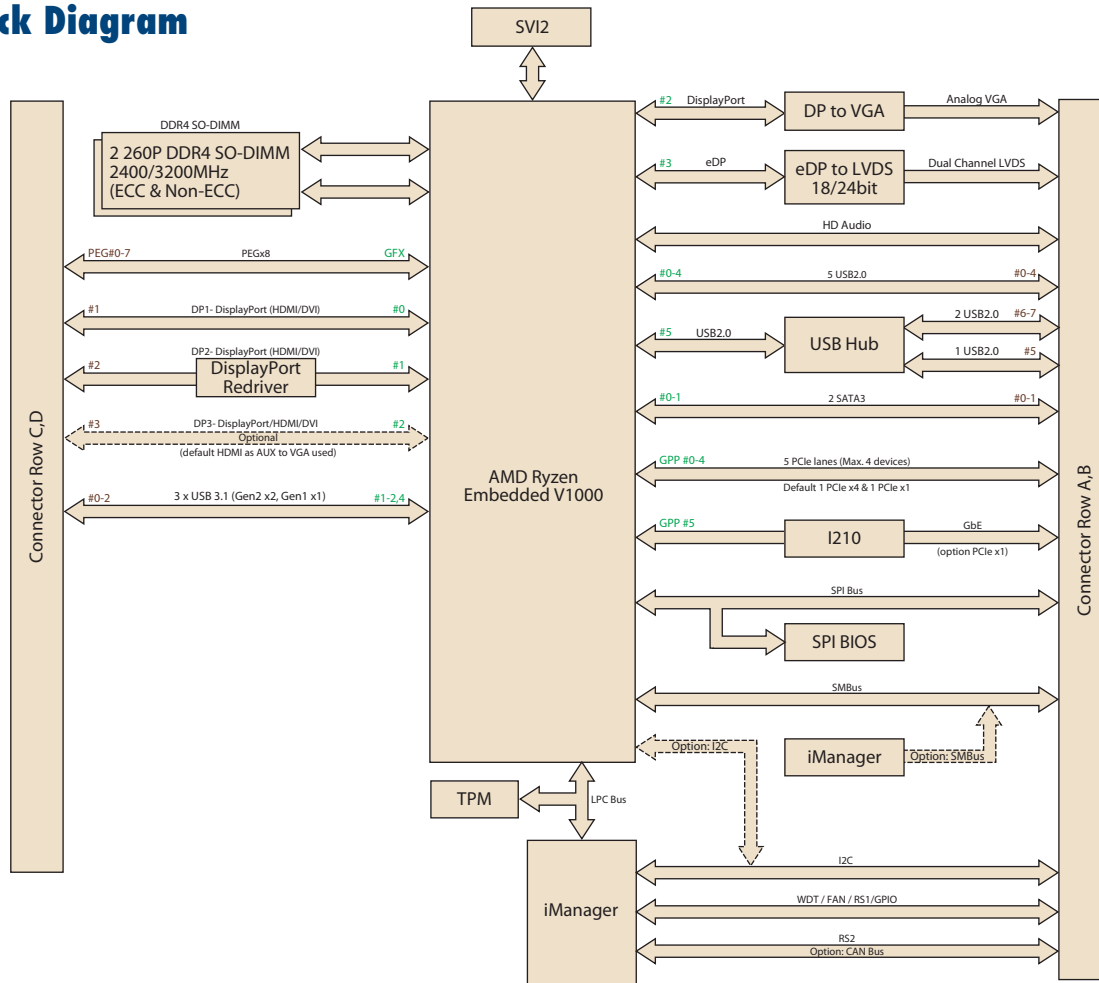 ck Diagram
SVI2
DDR4 SO-DIMM
2 260P DDR4 SO-DIMM
2400/3200MHz
(ECC & Non-ECC)
PEG#0-7 PEGx8 GFX
#1 DP1- DisplayPort (HDMI/DVI) #0
DP2- DisplayPort (HDMI/DVI)
#2 DisplayPort #1
Redriver
#3 DP3- DisplayPort/HDMI/DVI #2
Optional
(default HDMI as AUX to VGA used)
#0-2 3 x USB 3.1 (Gen2 x2, Gen1 x1) #1-2,4
Connector Row C,D
AMD Ryzen
Embedded V1000
#2 DisplayPort
DP to VGA
Analog VGA
#3 eDP
eDP to LVDS
18/24bit
Dual Channel LVDS
HD Audio
#0-4 5 USB2.0 #0-4
#5 USB2.0
USB Hub
2 USB2.0 #6-7
1 USB2.0 #5
#0-1 2 SATA3 #0-1
GPP #0-4 5 PCIe lanes (Max. 4 devices)
Default 1 PCIe x4 & 1 PCIe x1
GPP #5
I210
GbE
(option PCIe x1)
SPI Bus
SPI BIOS
SMBus
Option: I2C
iManager
Option: SMBus
TPM
LPC Bus
iManager
I2C
WDT / FAN / RS1/GPIO
RS2
Option: CAN Bus
Connector Row A,B